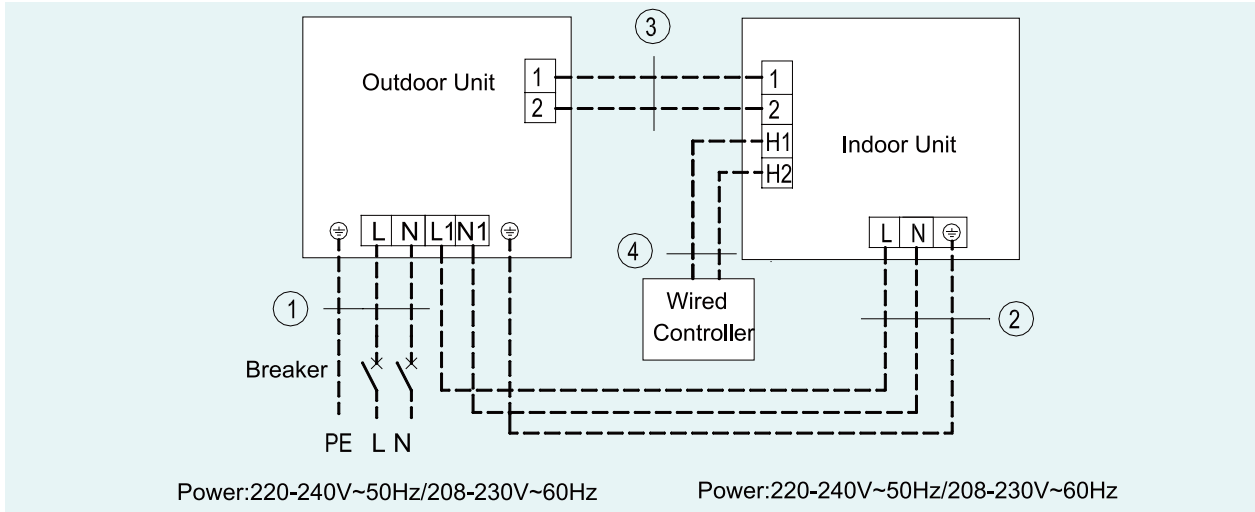 3
Outdoor Unit
1
2
1
2
H1
H2
Indoor Unit
L N L1 N1
L N
4
1
2
Wired
Controller
Breaker
PE L N
Power:220-240V~50Hz/208-230V~60Hz
Power:220-240V~50Hz/208-230V~60Hz